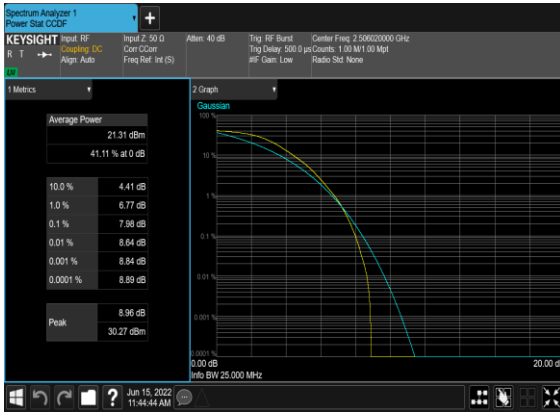 Spectrum Analyzer 1
Power Stat CCDF
+
KEYSIGHT
R T
LV
Input: RF
Coupling: DC
Align: Auto
Input Z: 50 Ω
Corr CCorr
Freq Ref: Int (S)
Atten: 40 dB
Trig: RF Burst
Trig Delay: 500.0 µs
#IF Gain: Low
Center Freq: 2.506020000 GHz
Counts: 1.00 M/1.00 Mpt
Radio Std: None
1 Metrics
Average Power
21.31 dBm
41.11 % at 0 dB
10.0 % 4.41 dB
1.0 % 6.77 dB
0.1 % 7.98 dB
0.01 % 8.64 dB
0.001 % 8.84 dB
0.0001 % 8.89 dB
Peak
8.96 dB
30.27 dBm
2 Graph
Gaussian
100 %
10 %
1 %
0.1 %
0.01 %
0.001 %
0.0001 %
0.00 dB
20.00 d
Info BW 25.000 MHz
?
Jun 15, 2022
11:44:44 AM